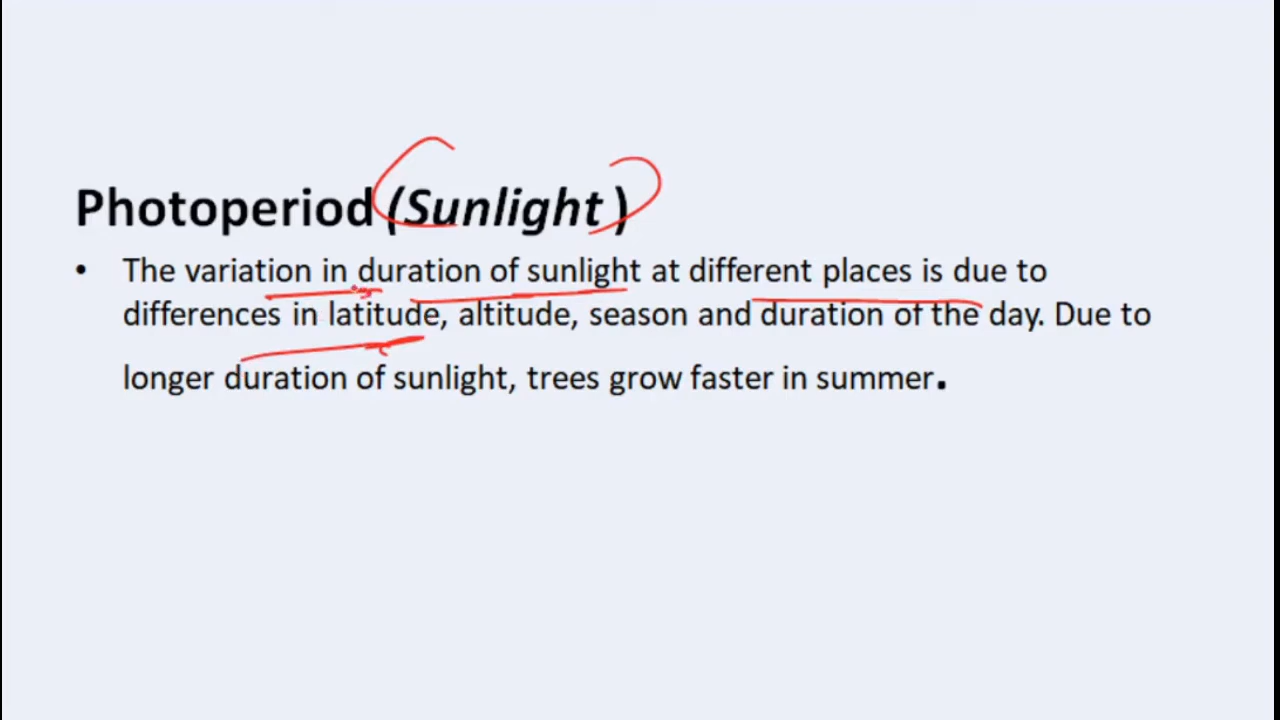 Photoperiod (Sunlight )
• The variation in duration of sunlight at different places is due to
differences in latitude, altitude, season and duration of the day. Due to
longer duration of sunlight, trees grow faster in summer.